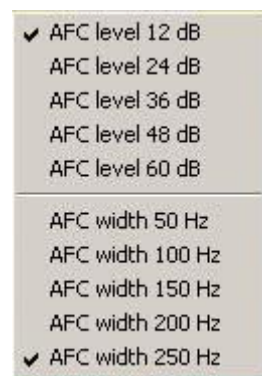 AFC level 12 dB
AFC level 24 dB
AFC level 36 dB
AFC level 48 dB
AFC level 60 dB
AFC width 50 Hz
AFC width 100 Hz
AFC width 150 Hz
AFC width 200 Hz
AFC width 250 Hz